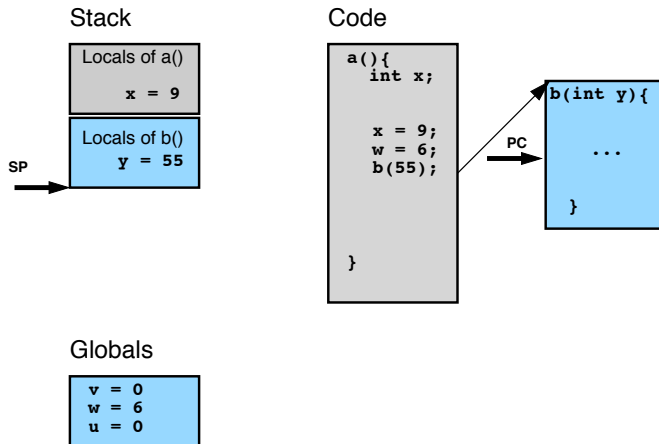 Stack
Locals of a()
x = 9
Locals of b()
y = 55
SP
Code
a(){
int x;
x = 9;
w = 6;
b(55);
}
PC
b(int y){
...
}
Globals
v = 0
w = 6
u = 0